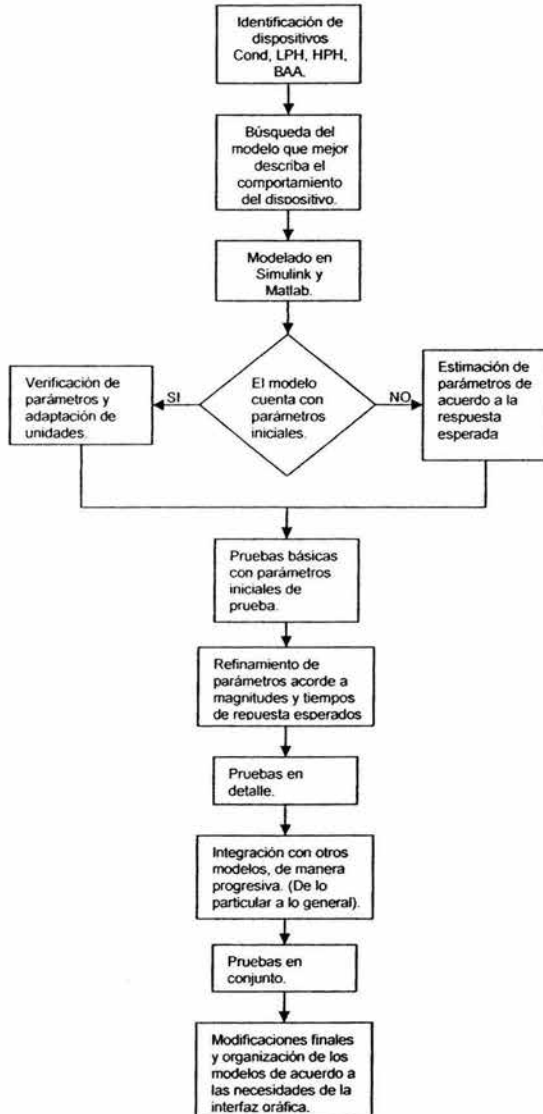 Identificación de
dispositivos
Cond, LPH, HPH,
BAA.
Búsqueda del
modelo que mejor
describa el
comportamiento
del dispositivo.
Modelado en
Simulink y
Matlab.
Verificación de
parámetros y
adaptación de
unidades.
SI
El modelo
cuenta con
parámetros
iniciales.
NO
Estimación de
parámetros de
acuerdo a la
respuesta
esperada
Pruebas básicas
con parámetros
iniciales de
prueba.
Refinamiento de
parámetros acorde a
magnitudes y tiempos
de repuesta esperados
Pruebas en
detalle.
Integración con otros
modelos, de manera
progresiva. (De lo
particular a lo general).
Pruebas en
conjunto.
Modificaciones finales
y organización de los
modelos de acuerdo a
las necesidades de la
interfaz gráfica.